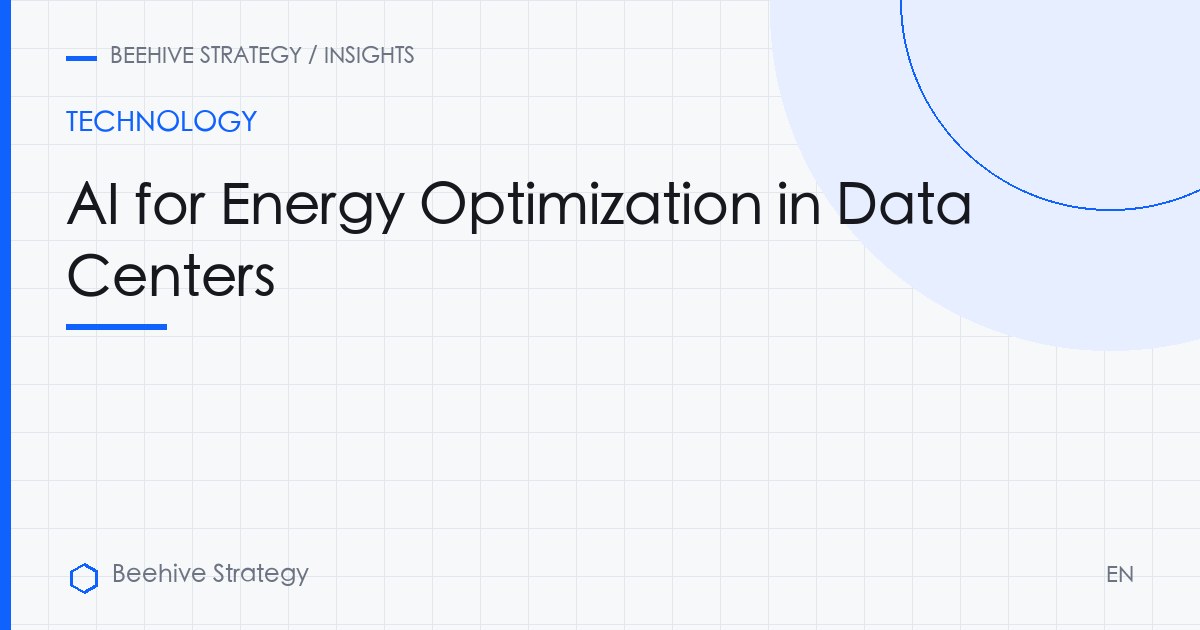 BEEHIVE STRATEGY / INSIGHTS
TECHNOLOGY
AI for Energy Optimization in Data
Centers
Beehive Strategy
EN